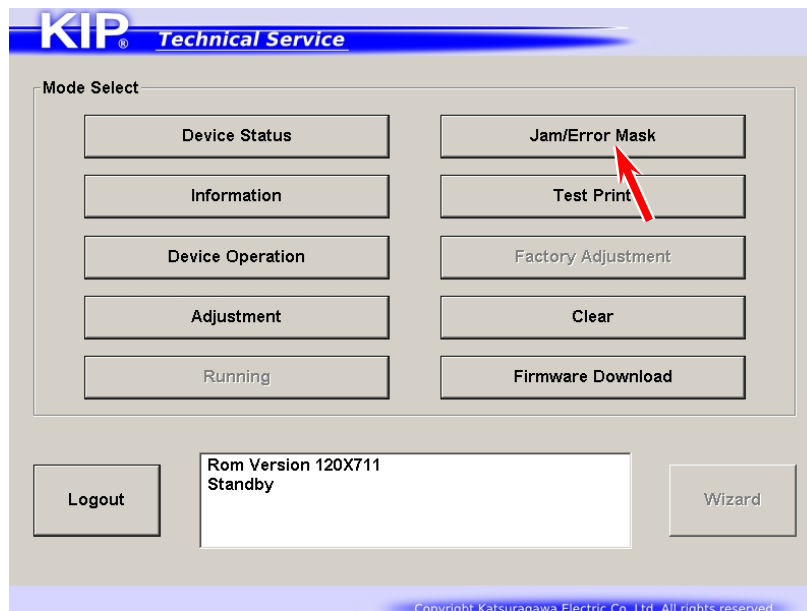 KIP® Technical Service
Mode Select
Device Status
Jam/Error Mask
Information
Test Print
Device Operation
Factory Adjustment
Adjustment
Clear
Running
Firmware Download
Logout
Rom Version 120X711
Standby
Wizard
Copyright Katsuragawa Electric Co.,Ltd. All rights reserved.